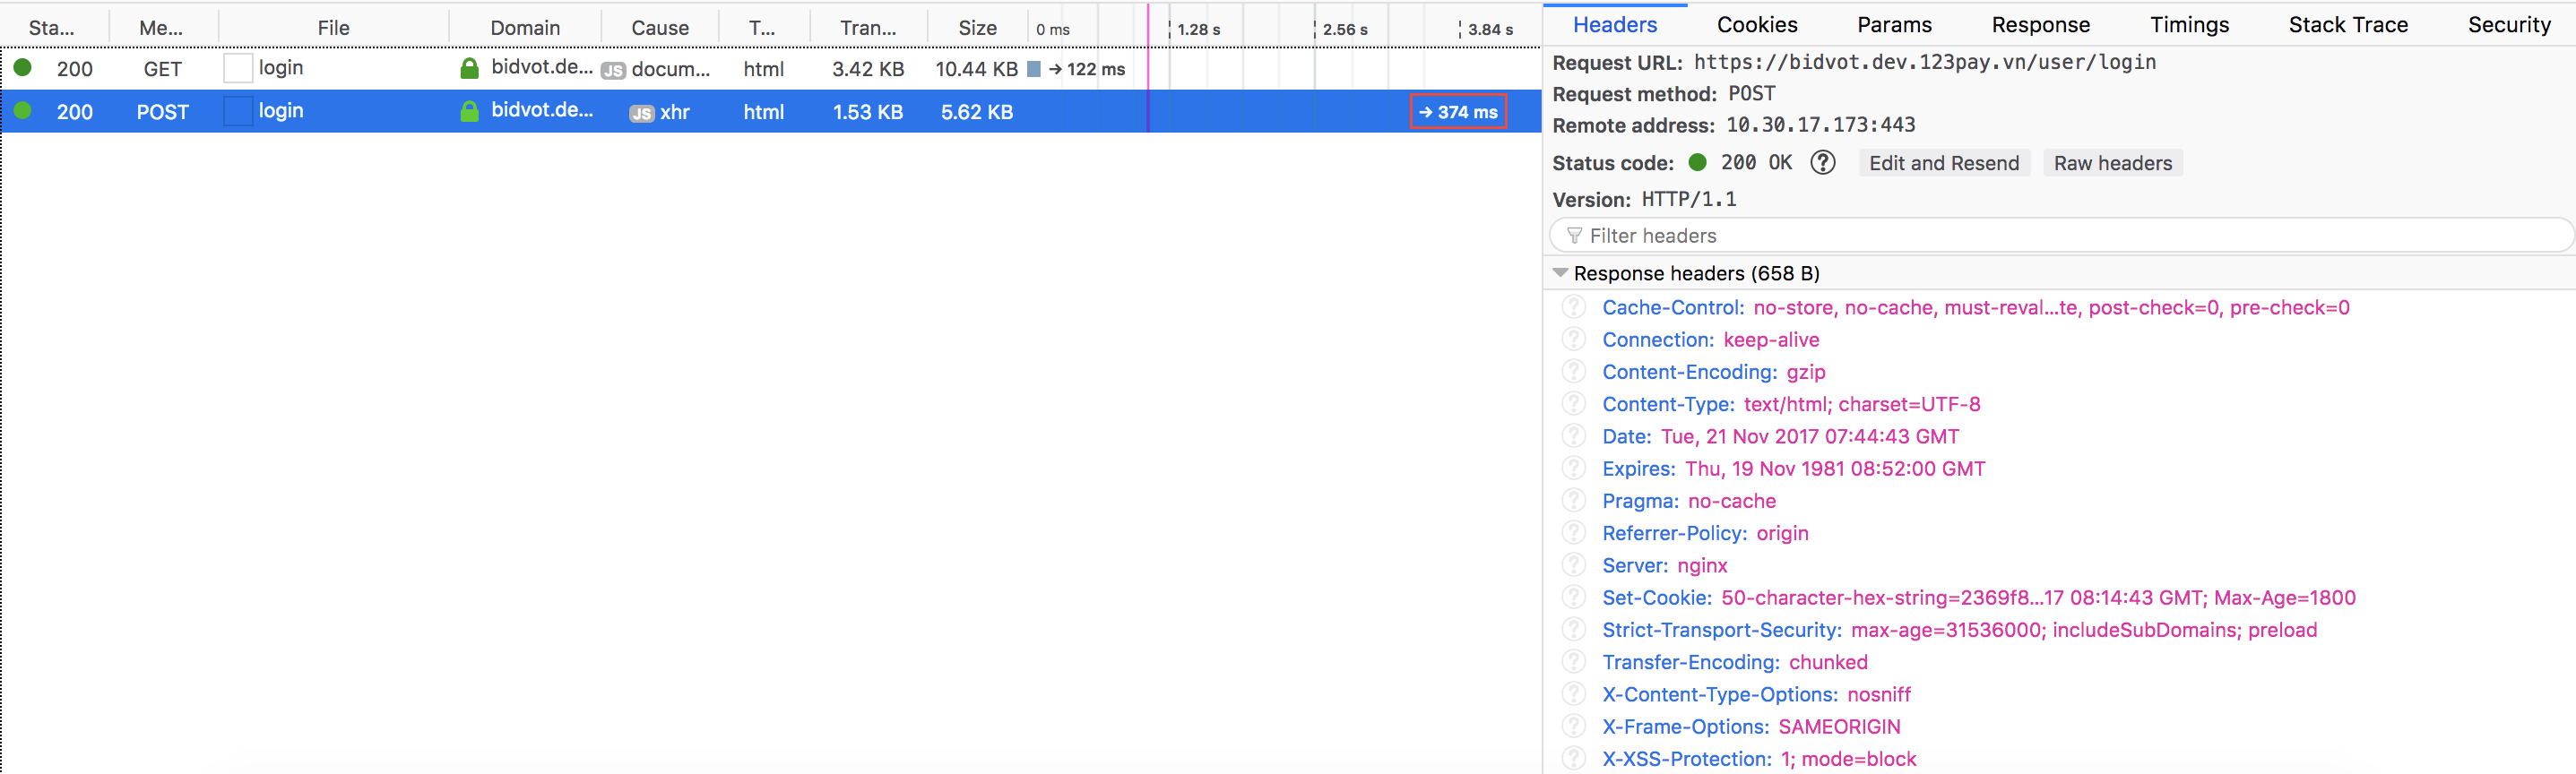 Sta... Me... File Domain Cause T... Tran... Size 0 ms 1.28 s 2.56 s 3.84 s
200 GET login bidvot.de... JS docum... html 3.42 KB 10.44 KB → 122 ms
200 POST login bidvot.de... JS xhr html 1.53 KB 5.62 KB → 374 ms
Headers Cookies Params Response Timings Stack Trace Security
Request URL: https://bidvot.dev.123pay.vn/user/login
Request method: POST
Remote address: 10.30.17.173:443
Status code: 200 OK ? Edit and Resend Raw headers
Version: HTTP/1.1
Filter headers
Response headers (658 B)
? Cache-Control: no-store, no-cache, must-reval...te, post-check=0, pre-check=0
? Connection: keep-alive
? Content-Encoding: gzip
? Content-Type: text/html; charset=UTF-8
? Date: Tue, 21 Nov 2017 07:44:43 GMT
? Expires: Thu, 19 Nov 1981 08:52:00 GMT
? Pragma: no-cache
? Referrer-Policy: origin
? Server: nginx
? Set-Cookie: 50-character-hex-string=2369f8...17 08:14:43 GMT; Max-Age=1800
? Strict-Transport-Security: max-age=31536000; includeSubDomains; preload
? Transfer-Encoding: chunked
? X-Content-Type-Options: nosniff
? X-Frame-Options: SAMEORIGIN
? X-XSS-Protection: 1; mode=block